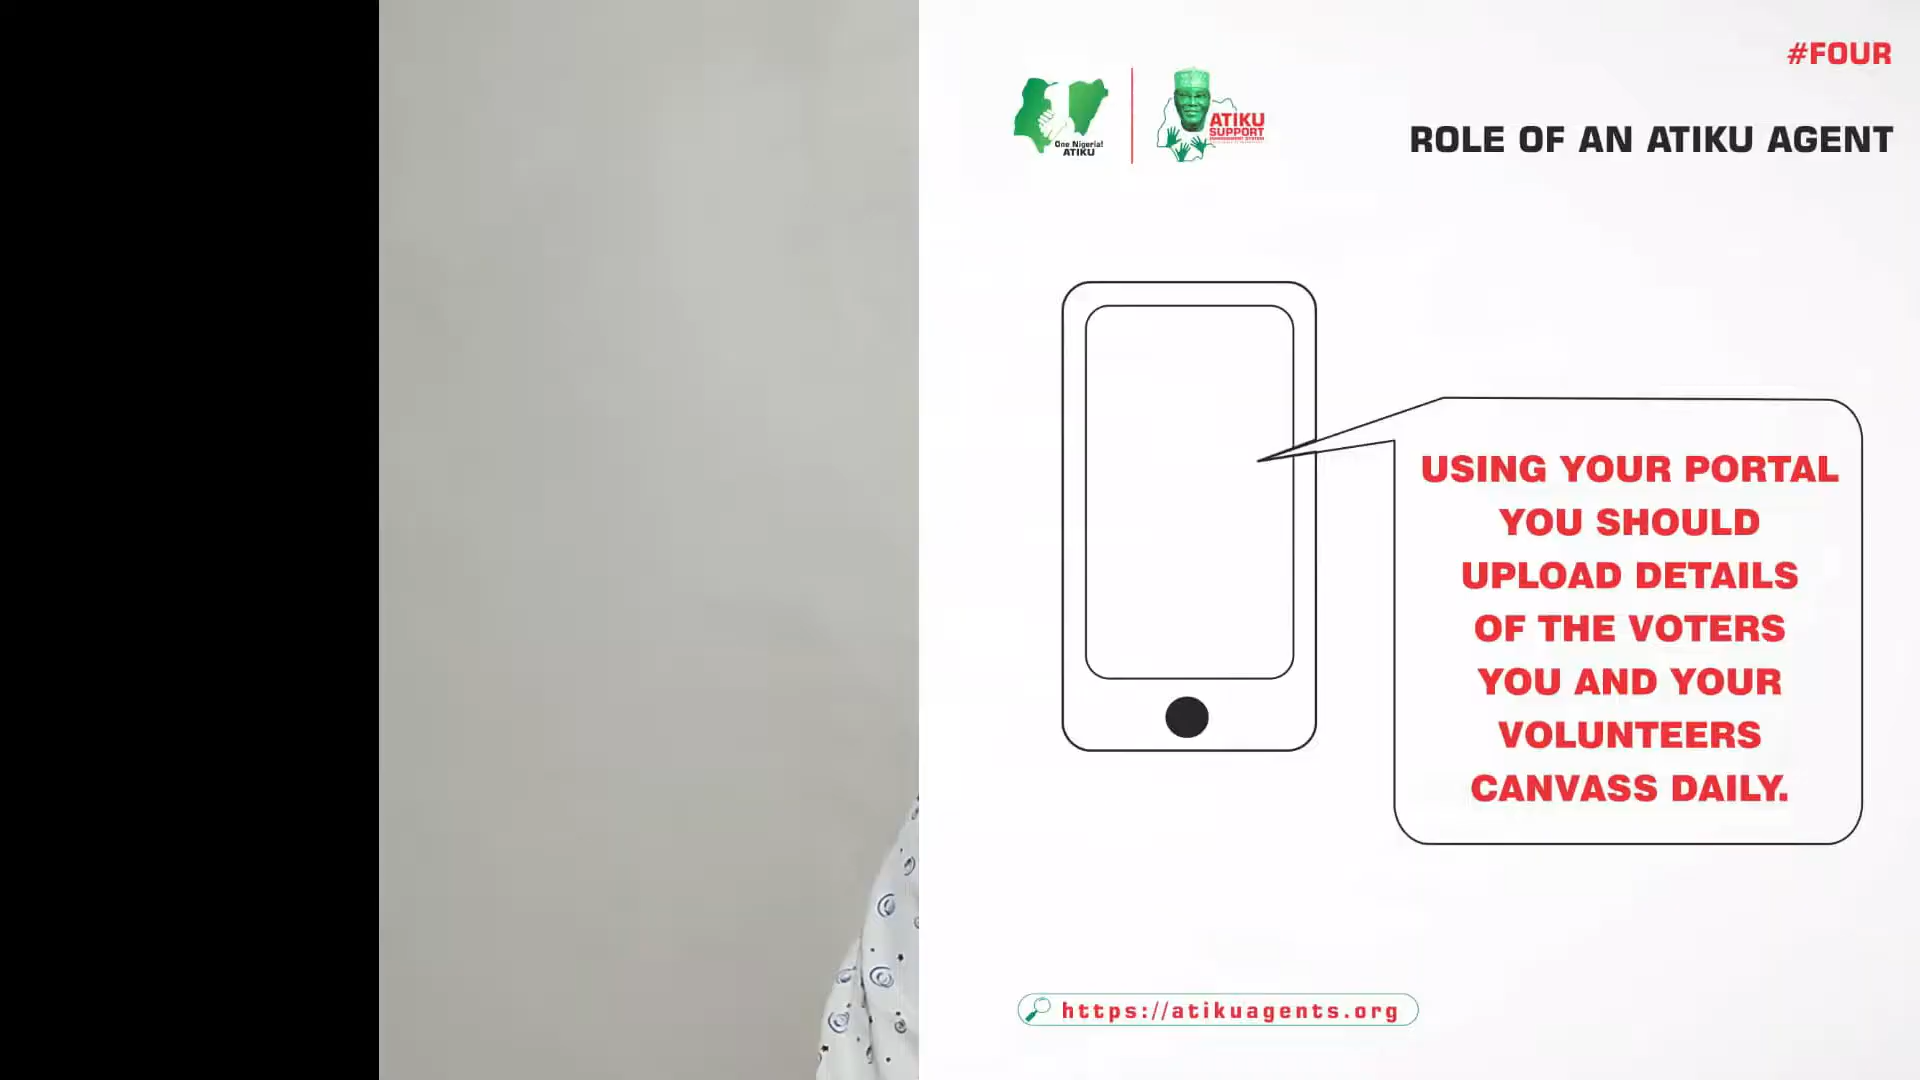 #FOUR
ROLE OF AN ATIKU AGENT
One Nigeria!
ATIKU
ATIKU
SUPPORT
USING YOUR PORTAL
YOU SHOULD
UPLOAD DETAILS
OF THE VOTERS
YOU AND YOUR
VOLUNTEERS
CANVASS DAILY.
https://atikuagents.org